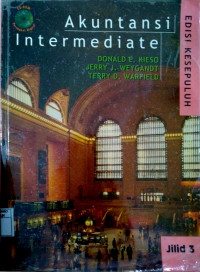 Akuntansi
Intermediate
DONALD E. KIESO
JERRY J. WEYGANDT
TERRY D. WARFIELD
EDISI KESEPULUH
Jilid 3